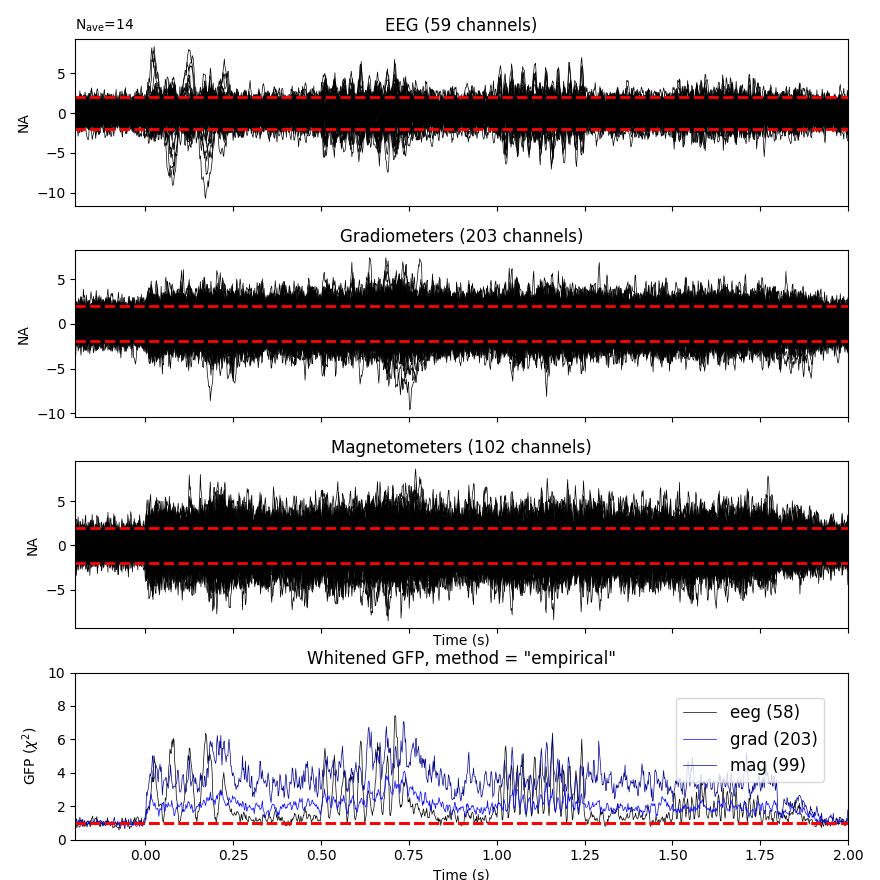 N_ave=14
EEG (59 channels)
5
0
−5
−10
NA
Gradiometers (203 channels)
5
0
−5
−10
NA
Magnetometers (102 channels)
5
0
−5
NA
Time (s)
Whitened GFP, method = "empirical"
10
8
6
4
2
0
GFP (χ²)
eeg (58)
grad (203)
mag (99)
0.00 0.25 0.50 0.75 1.00 1.25 1.50 1.75 2.00
Time (s)